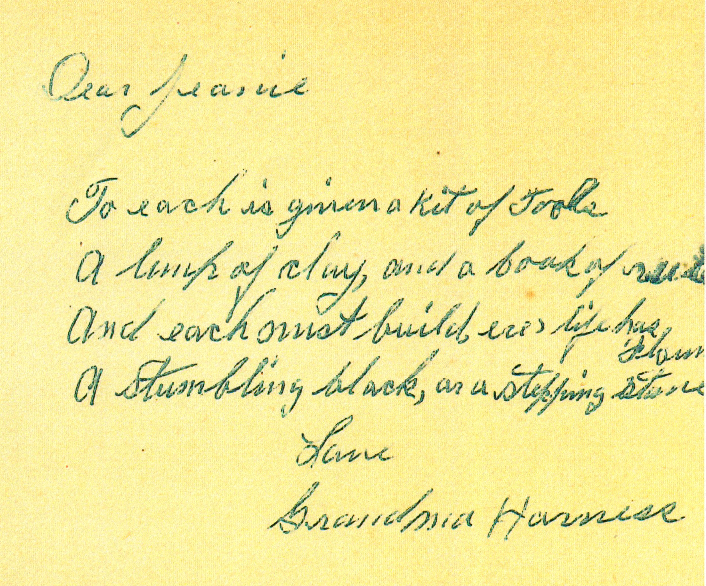 Dear Jeanie
To each is given a kit of Tools
A lump of clay, and a book of rules
And each must build, ere life has
flown
A stumbling block, or a stepping stone
Love
Grandma Harness